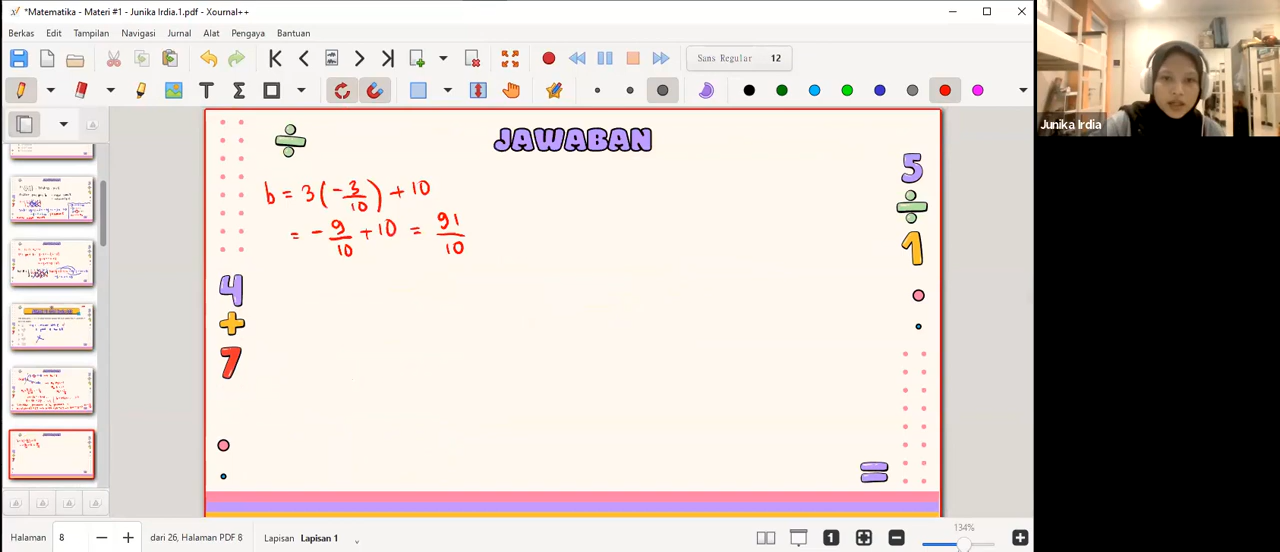 *Matematika - Materi #1 - Junika Irdia.1.pdf - Xournal++
Berkas Edit Tampilan Navigasi Jurnal Alat Pengaya Bantuan
Sans Regular 12
JAWABAN
b = 3(-3/10) + 10
= -9/10 + 10 = 91/10
4
+
7
5
÷
1
=
Halaman 8 dari 26, Halaman PDF 8 Lapisan Lapisan 1 1 134%
Junika Irdia